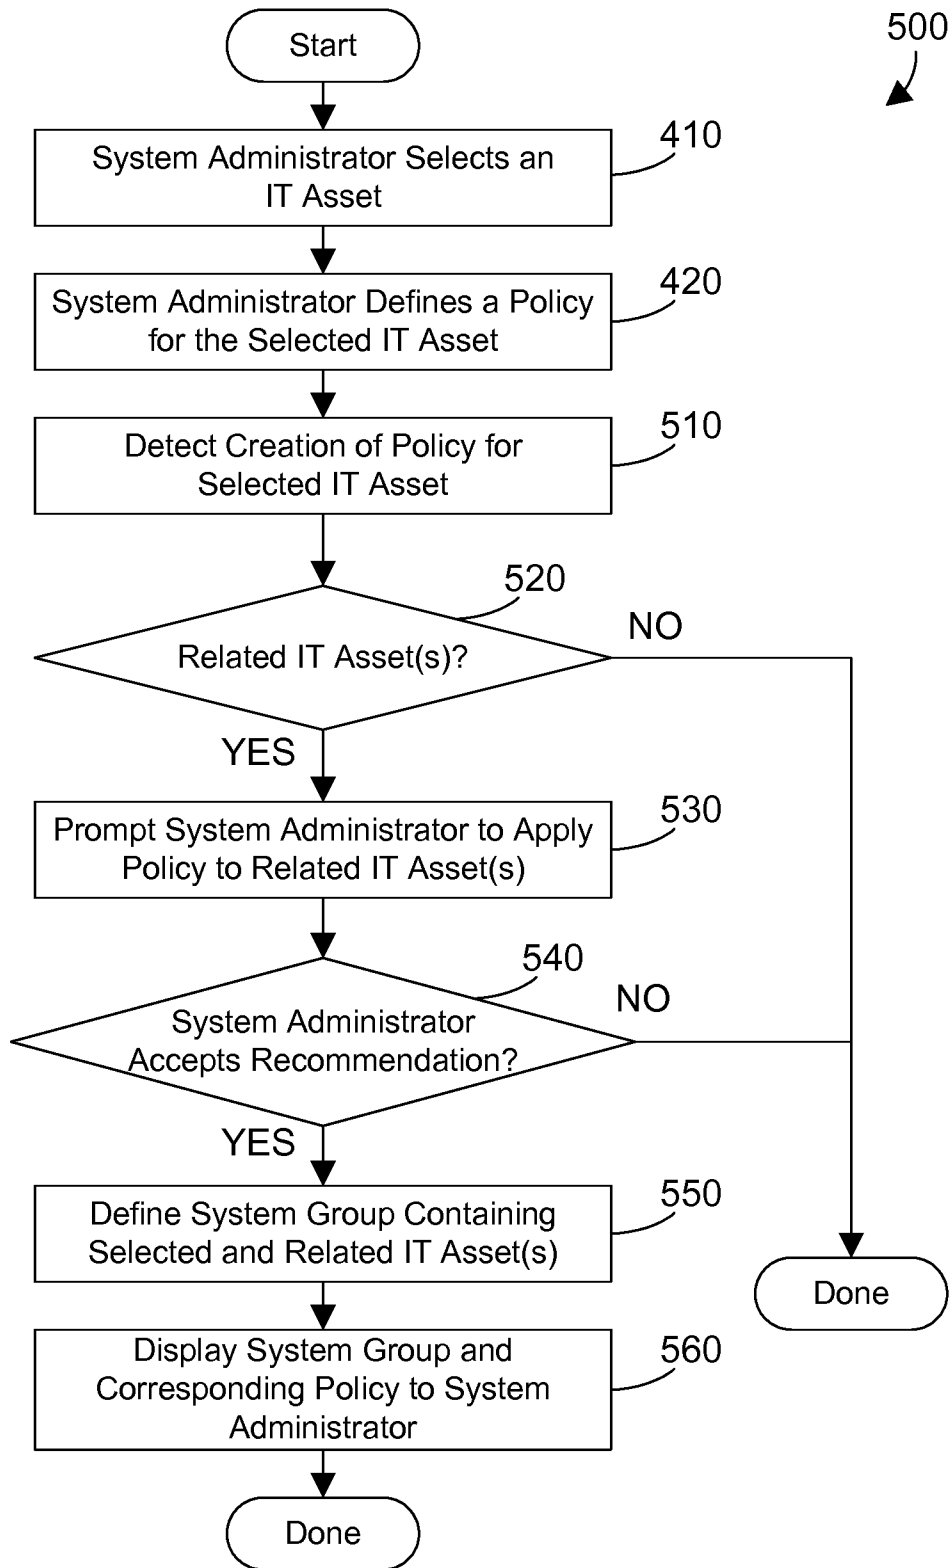 500
Start
410
System Administrator Selects an
IT Asset
420
System Administrator Defines a Policy
for the Selected IT Asset
510
Detect Creation of Policy for
Selected IT Asset
520
NO
Related IT Asset(s)?
YES
530
Prompt System Administrator to Apply
Policy to Related IT Asset(s)
540
NO
System Administrator
Accepts Recommendation?
YES
550
Define System Group Containing
Selected and Related IT Asset(s)
Done
560
Display System Group and
Corresponding Policy to System
Administrator
Done